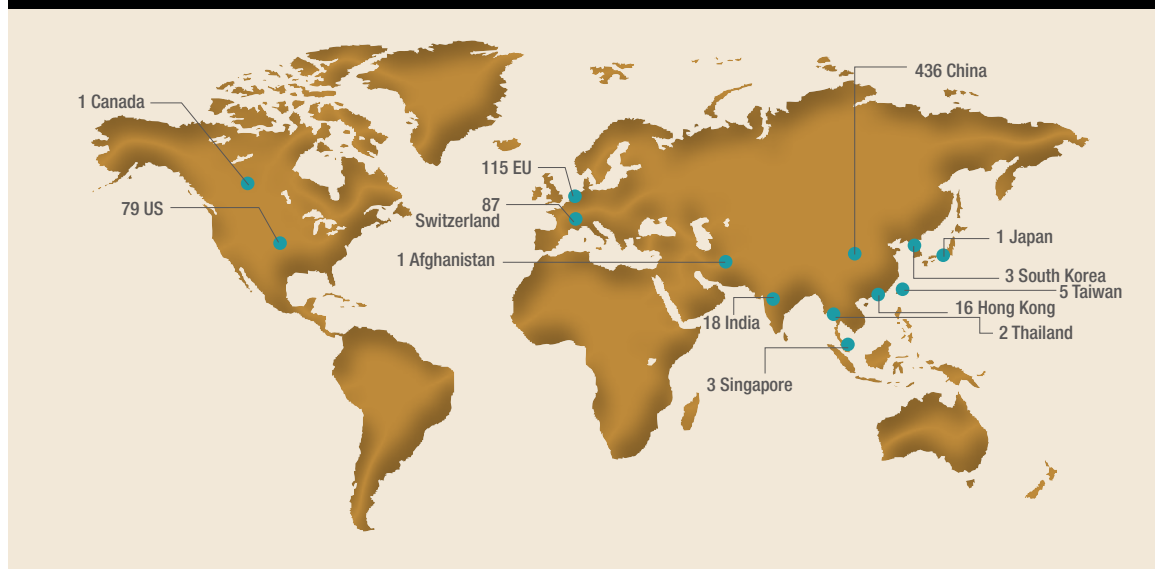 436 China
1 Canada
115 EU
79 US
87
Switzerland
1 Japan
1 Afghanistan
3 South Korea
5 Taiwan
16 Hong Kong
18 India
2 Thailand
3 Singapore